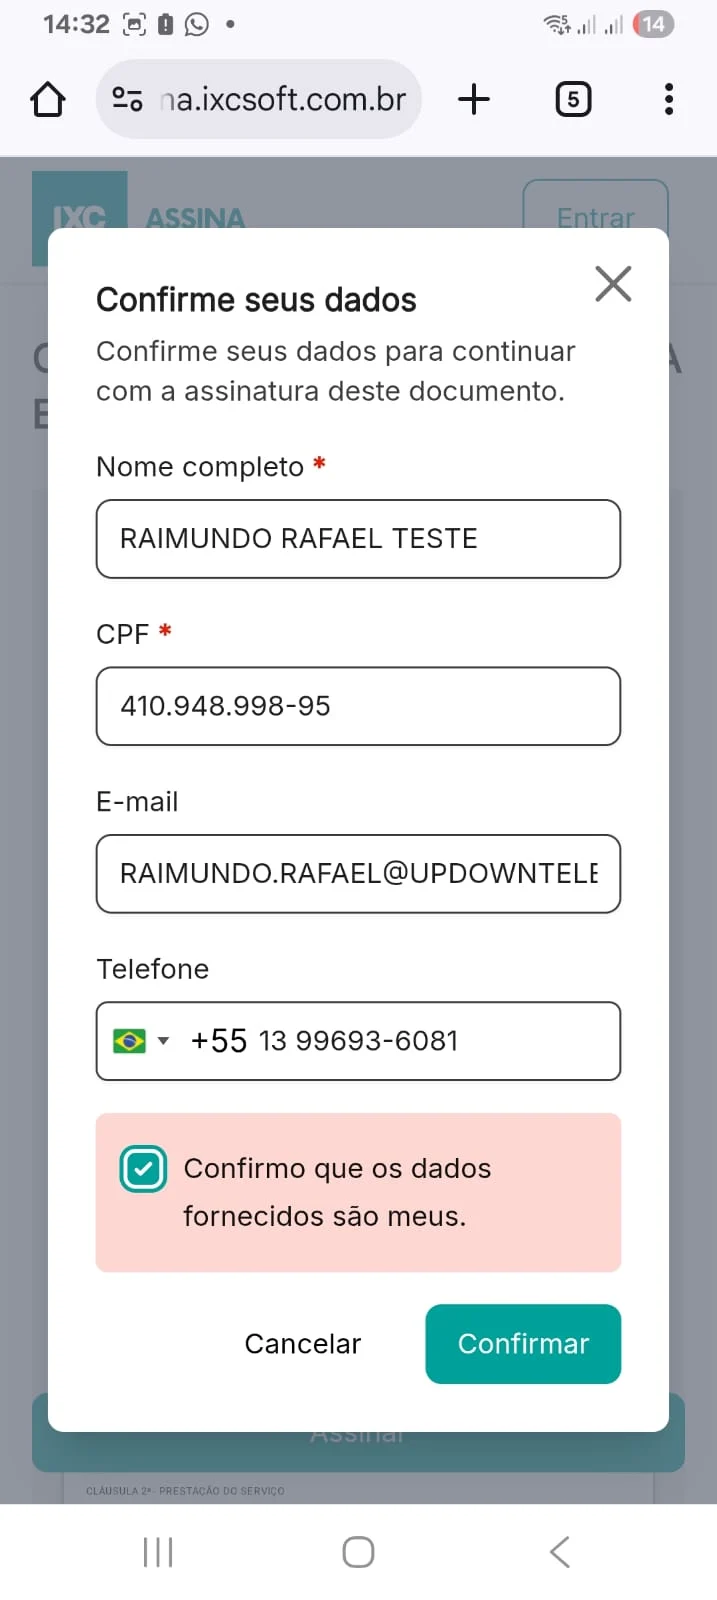 14:32
14
na.ixcsoft.com.br
5
IXC ASSINA
Entrar
Confirme seus dados
Confirme seus dados para continuar
com a assinatura deste documento.
Nome completo *
RAIMUNDO RAFAEL TESTE
CPF *
410.948.998-95
E-mail
RAIMUNDO.RAFAEL@UPDOWNTELE
Telefone
+55 13 99693-6081
Confirmo que os dados
fornecidos são meus.
Cancelar
Confirmar
Assinar
CLÁUSULA 2ª- PRESTAÇÃO DO SERVIÇO